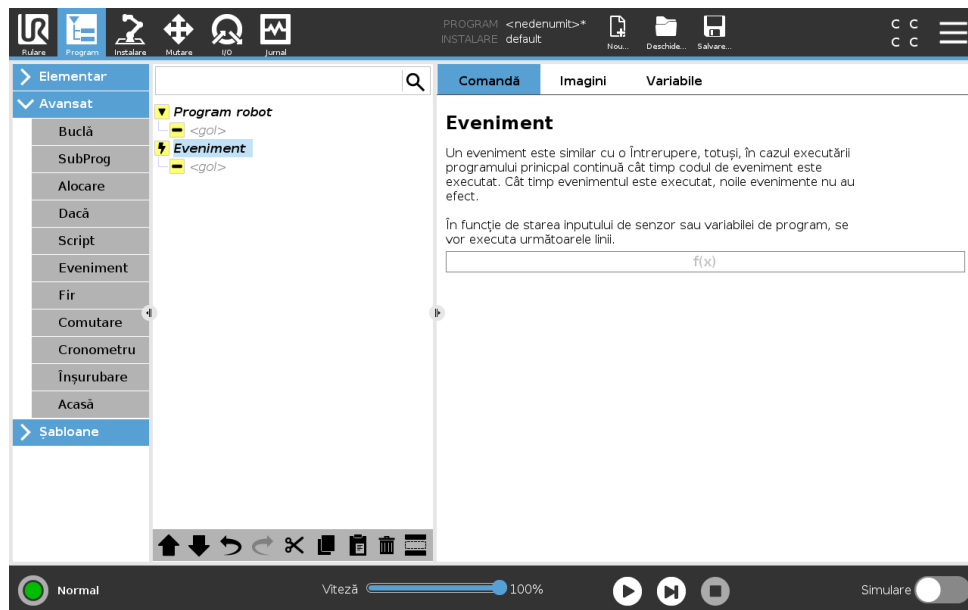 UR
PROGRAM <nedenumit>*
INSTALARE default
Rulare Program Instalare Mutare I/O Jurnal Nou... Deschide... Salvare...
C C
C C
Elementar
Avansat
Buclă
SubProg
Alocare
Dacă
Script
Eveniment
Fir
Comutare
Cronometru
Înșurubare
Acasă
Șabloane
Program robot
<gol>
Eveniment
<gol>
Comandă Imagini Variabile
Eveniment
Un eveniment este similar cu o Întrerupere, totuși, în cazul executării
programului prinicpal continuă cât timp codul de eveniment este
executat. Cât timp evenimentul este executat, noile evenimente nu au
efect.
În funcție de starea inputului de senzor sau variabilei de program, se
vor executa următoarele linii.
f(x)
Normal
Viteză 100%
Simulare